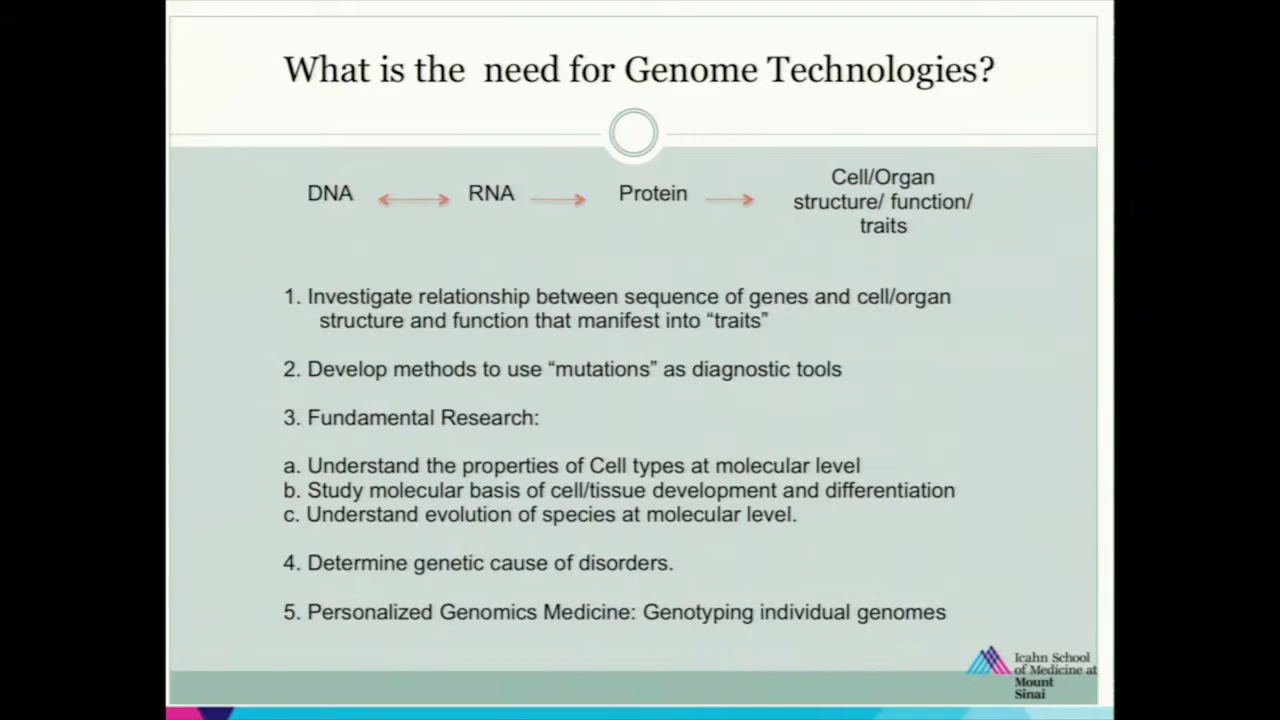 What is the need for Genome Technologies?
DNA RNA Protein
Cell/Organ
structure/ function/
traits
1. Investigate relationship between sequence of genes and cell/organ
structure and function that manifest into “traits”
2. Develop methods to use “mutations” as diagnostic tools
3. Fundamental Research:
a. Understand the properties of Cell types at molecular level
b. Study molecular basis of cell/tissue development and differentiation
c. Understand evolution of species at molecular level.
4. Determine genetic cause of disorders.
5. Personalized Genomics Medicine: Genotyping individual genomes
Icahn School
of Medicine at
Mount
Sinai